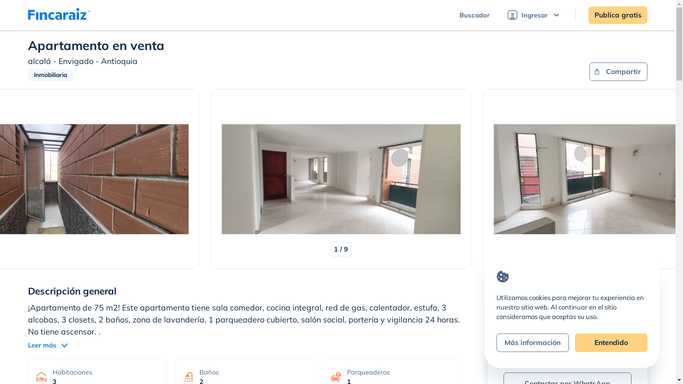 Fincaraiz
Buscador
Ingresar
Publica gratis
Apartamento en venta
alcalá - Envigado - Antioquia
Inmobiliaria
Compartir
1 / 9
Descripción general
¡Apartamento de 75 m2! Este apartamento tiene sala comedor, cocina integral, red de gas, calentador, estufa, 3
alcobas, 3 closets, 2 baños, zona de lavandería, 1 parqueadero cubierto, salón social, portería y vigilancia 24 horas.
No tiene ascensor. .
Leer más
Habitaciones
3
Baños
2
Parqueaderos
1
Utilizamos cookies para mejorar tu experiencia en
nuestro sitio web. Al continuar en el sitio
consideramos que aceptas su uso.
Más información
Entendido
Contactar por WhatsApp